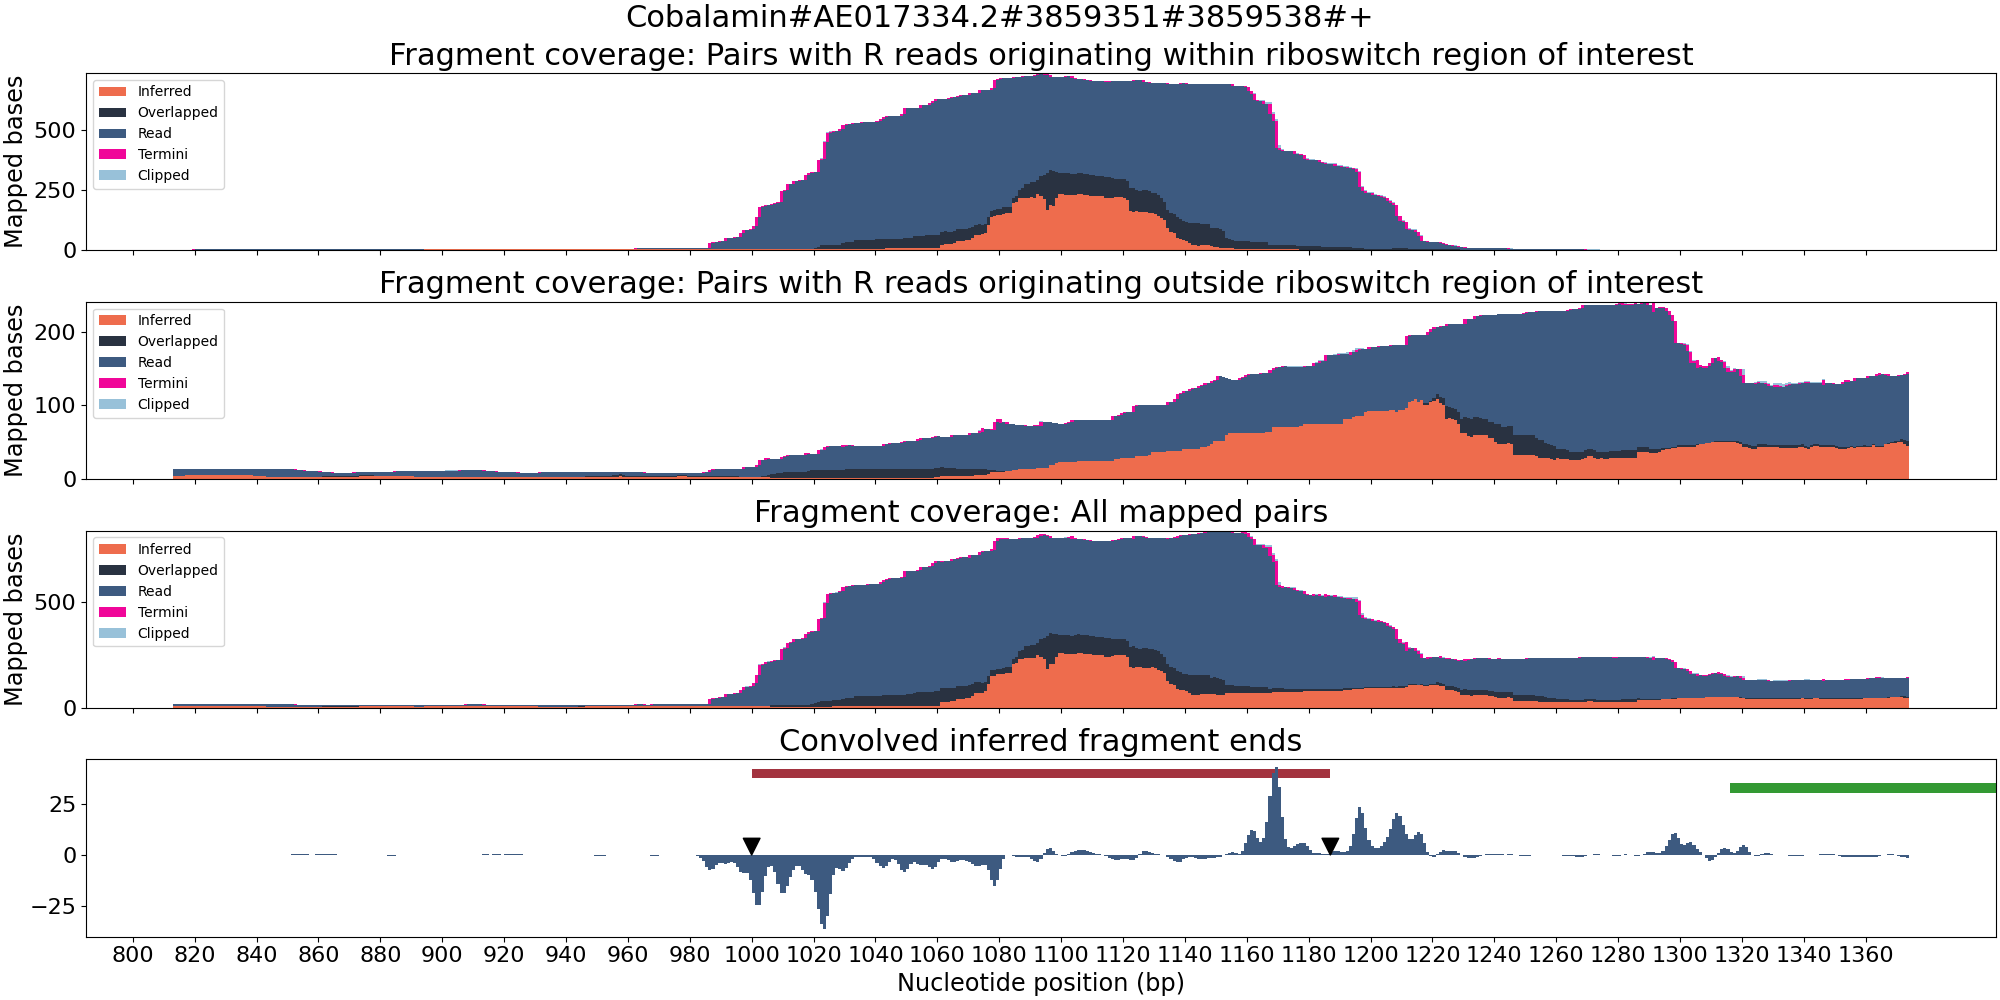 Cobalamin#AE017334.2#3859351#3859538#+
Fragment coverage: Pairs with R reads originating within riboswitch region of interest
Mapped bases
500
250
0
Inferred
Overlapped
Read
Termini
Clipped
Fragment coverage: Pairs with R reads originating outside riboswitch region of interest
Mapped bases
200
100
0
Inferred
Overlapped
Read
Termini
Clipped
Fragment coverage: All mapped pairs
Mapped bases
500
0
Inferred
Overlapped
Read
Termini
Clipped
Convolved inferred fragment ends
25
0
−25
800 820 840 860 880 900 920 940 960 980 1000 1020 1040 1060 1080 1100 1120 1140 1160 1180 1200 1220 1240 1260 1280 1300 1320 1340 1360
Nucleotide position (bp)